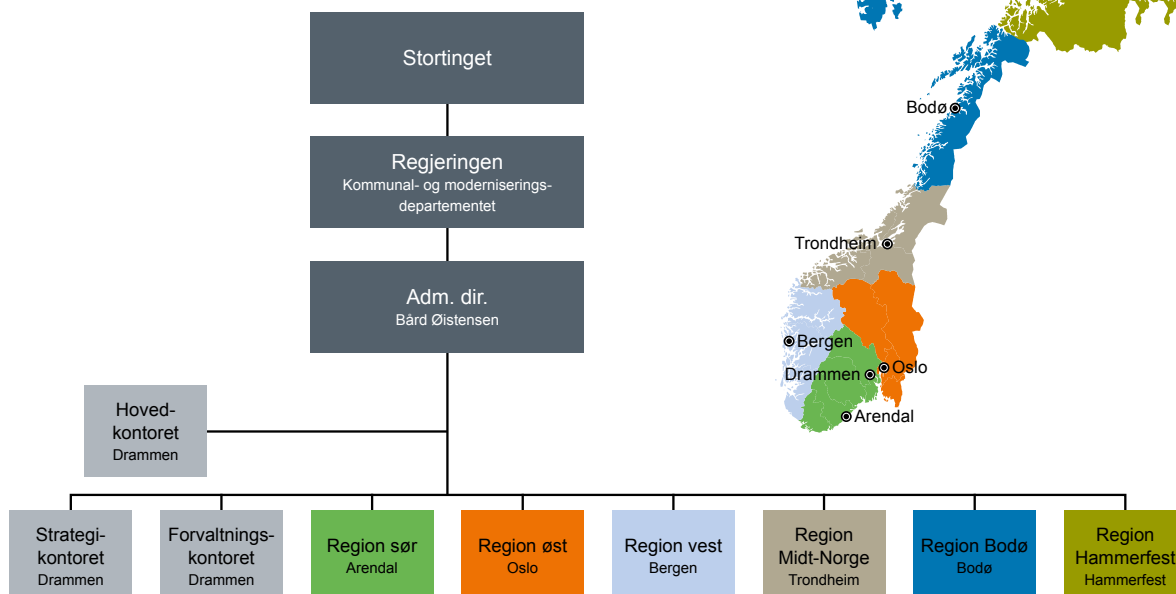 Stortinget
Regjeringen
Kommunal- og moderniserings-
departementet
Adm. dir.
Bård Øistensen
Hoved-
kontoret
Drammen
Strategi-
kontoret
Drammen
Forvaltnings-
kontoret
Drammen
Region sør
Arendal
Region øst
Oslo
Region vest
Bergen
Region
Midt-Norge
Trondheim
Region Bodø
Bodø
Region
Hammerfest
Hammerfest
Bodø
Trondheim
Bergen
Oslo
Drammen
Arendal